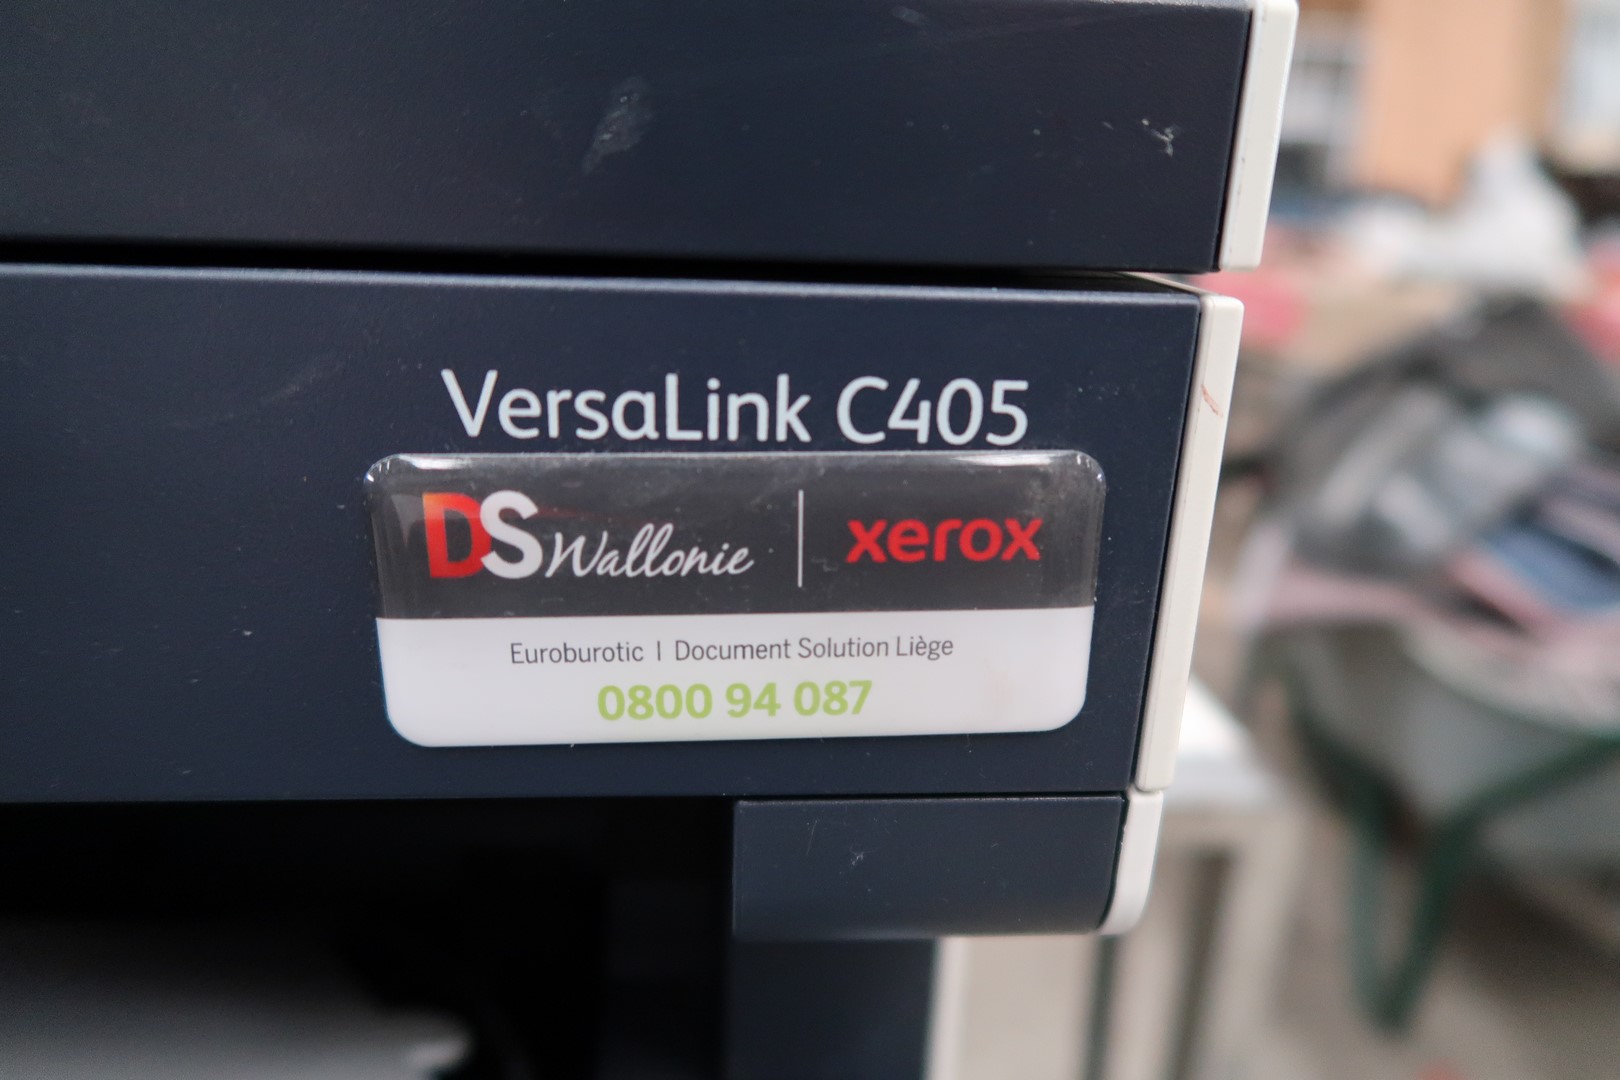 VersaLink C405
DS Wallonie | xerox
Euroburotic | Document Solution Liège
0800 94 087